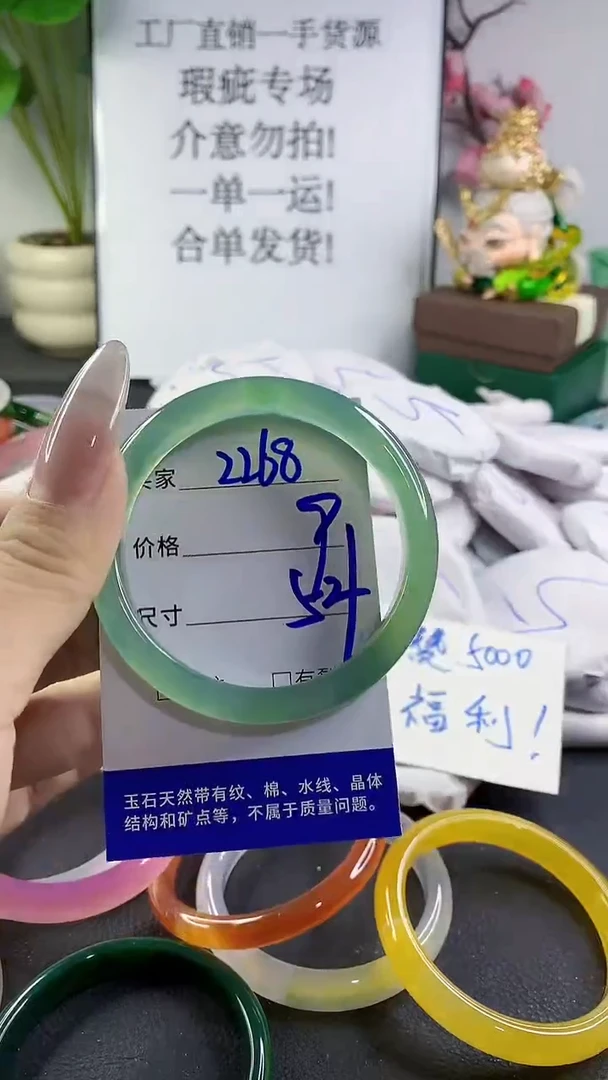 工厂直销一手货源
瑕疵专场
介意勿拍!
一单一运!
合单发货!
家 2268
价格
尺寸 54
5000
福利!
玉石天然带有纹、棉、水线、晶体
结构和矿点等，不属于质量问题。